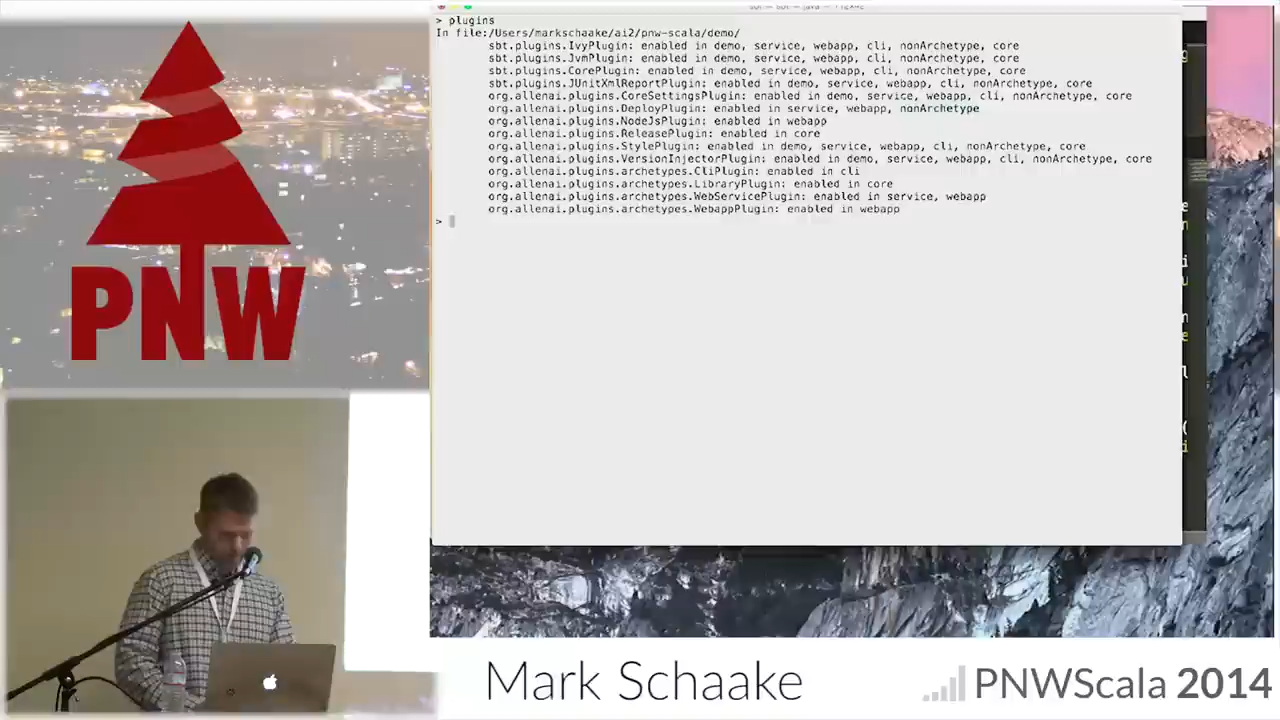 > plugins
In file:/Users/markschaake/ai2/pnw-scala/demo/
sbt.plugins.IvyPlugin: enabled in demo, service, webapp, cli, nonArchetype, core
sbt.plugins.JvmPlugin: enabled in demo, service, webapp, cli, nonArchetype, core
sbt.plugins.CorePlugin: enabled in demo, service, webapp, cli, nonArchetype, core
sbt.plugins.JUnitXmlReportPlugin: enabled in demo, service, webapp, cli, nonArchetype, core
org.allenai.plugins.CoreSettingsPlugin: enabled in demo, service, webapp, cli, nonArchetype, core
org.allenai.plugins.DeployPlugin: enabled in service, webapp, nonArchetype
org.allenai.plugins.NodeJsPlugin: enabled in webapp
org.allenai.plugins.ReleasePlugin: enabled in core
org.allenai.plugins.StylePlugin: enabled in demo, service, webapp, cli, nonArchetype, core
org.allenai.plugins.VersionInjectorPlugin: enabled in demo, service, webapp, cli, nonArchetype, core
org.allenai.plugins.archetypes.CliPlugin: enabled in cli
org.allenai.plugins.archetypes.LibraryPlugin: enabled in core
org.allenai.plugins.archetypes.WebServicePlugin: enabled in service, webapp
org.allenai.plugins.archetypes.WebappPlugin: enabled in webapp
>
PNW
Mark Schaake
PNWScala 2014